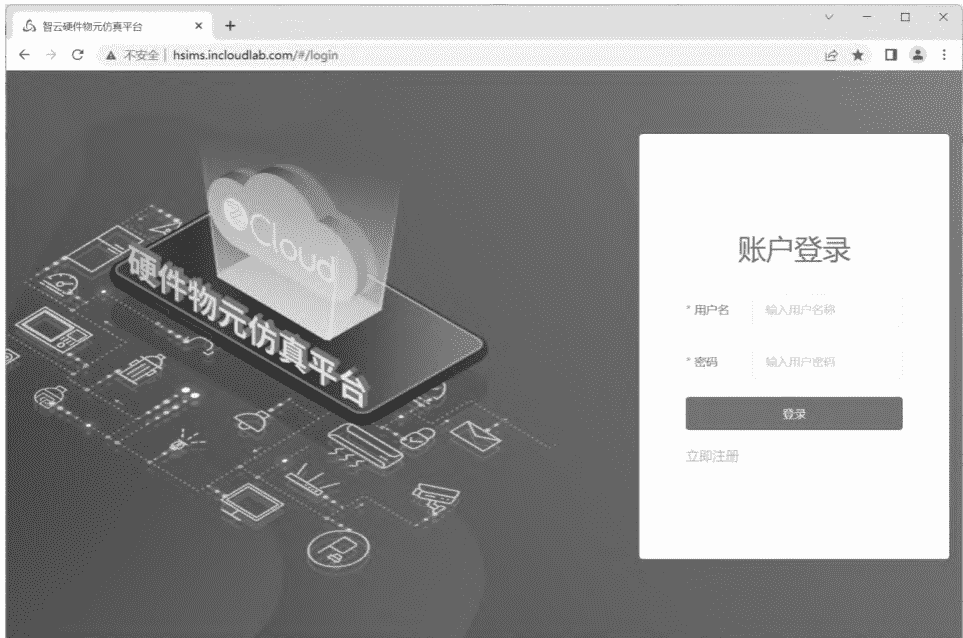 智云硬件物元仿真平台
不安全 | hsims.incloudlab.com/#/login
Cloud
硬件物元仿真平台
账户登录
* 用户名 输入用户名称
* 密码 输入用户密码
登录
立即注册